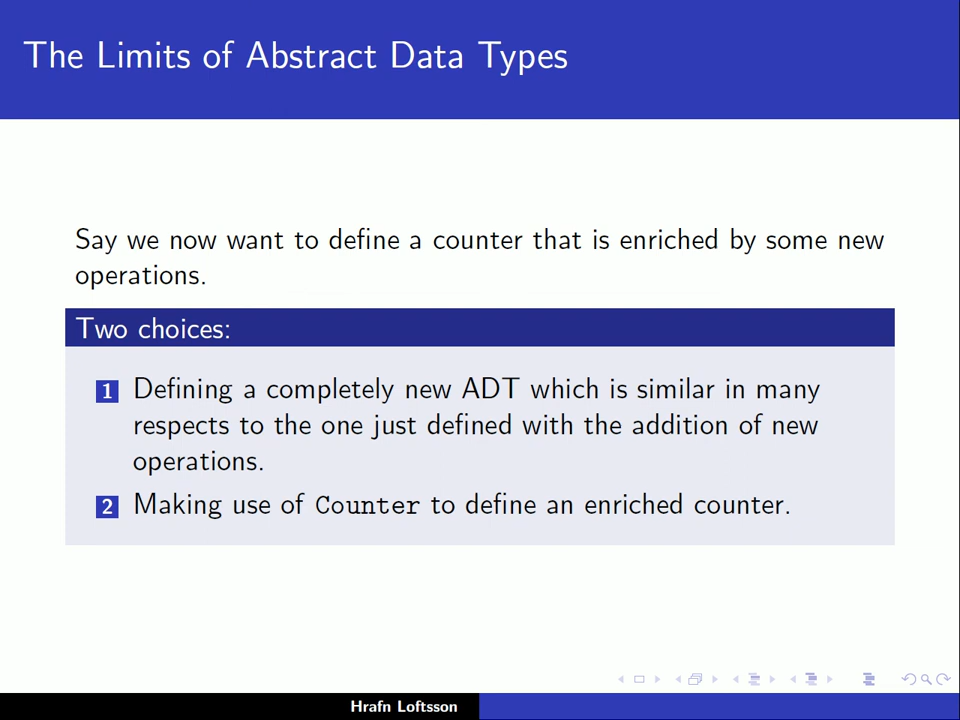 The Limits of Abstract Data Types
Say we now want to define a counter that is enriched by some new
operations.
Two choices:
1 Defining a completely new ADT which is similar in many
respects to the one just defined with the addition of new
operations.
2 Making use of Counter to define an enriched counter.
Hrafn Loftsson